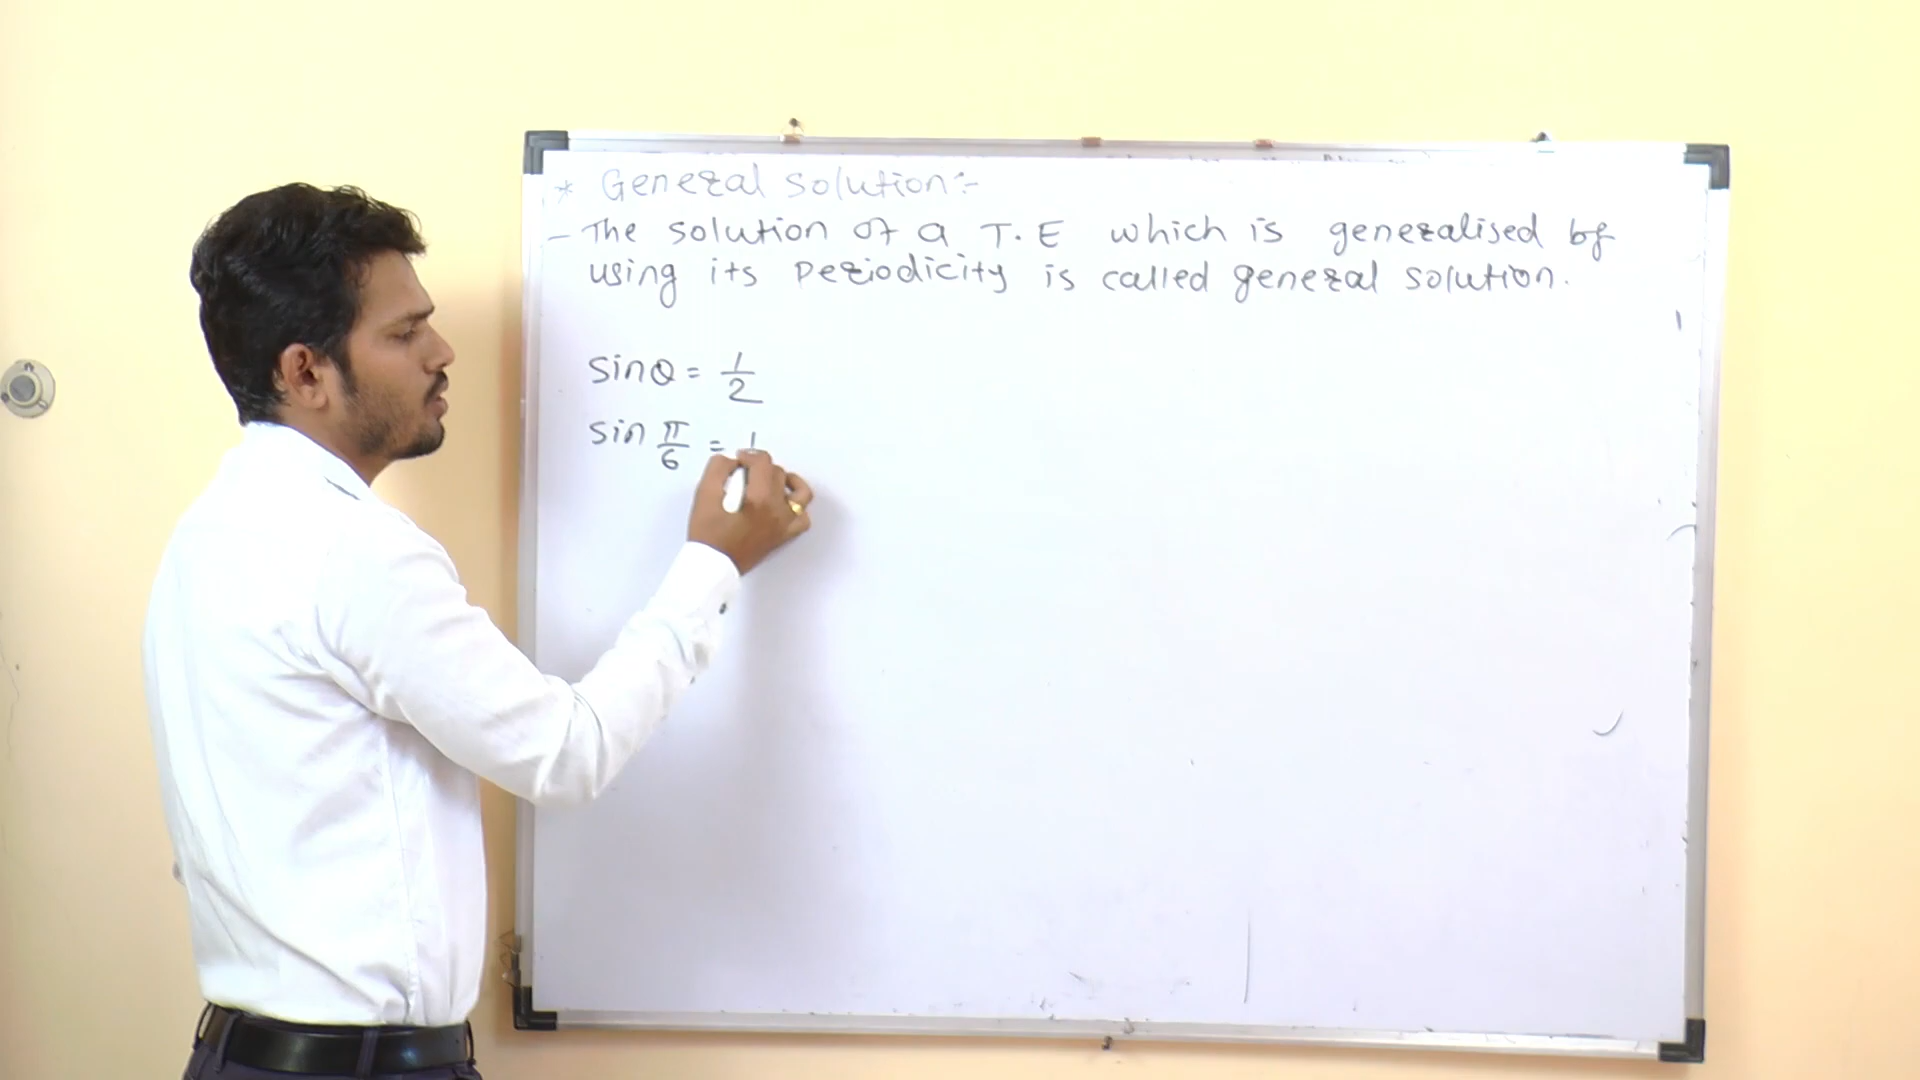 * General solution:-
- The solution of a T.E which is generalised by
using its periodicity is called general solution.
sinθ = 1/2
sin π/6 = 1